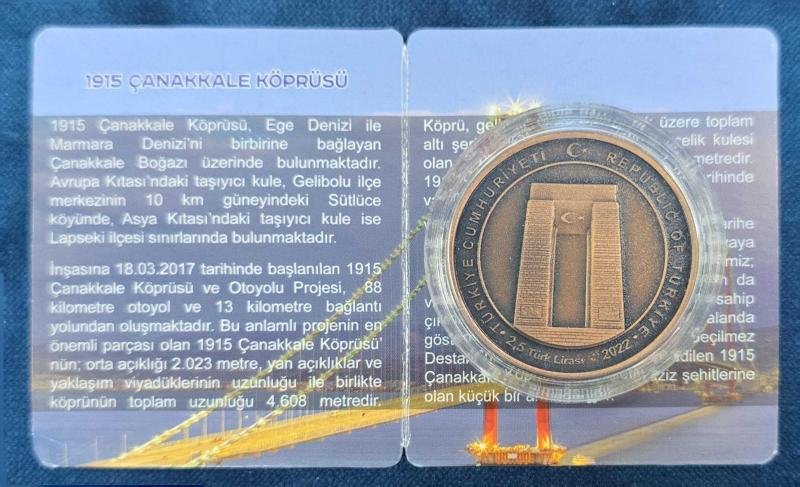 1915 ÇANAKKALE KÖPRÜSÜ
1915 Çanakkale Köprüsü, Ege Denizi ile
Marmara Denizi'ni birbirine bağlayan
Çanakkale Boğazı üzerinde bulunmaktadır.
Avrupa Kıtası'ndaki taşıyıcı kule, Gelibolu ilçe
merkezinin 10 km güneyindeki Sütlüce
köyünde, Asya Kıtası'ndaki taşıyıcı kule ise
Lapseki ilçesi sınırlarında bulunmaktadır.
İnşasına 18.03.2017 tarihinde başlanılan 1915
Çanakkale Köprüsü ve Otoyolu Projesi, 88
kilometre otoyol ve 13 kilometre bağlantı
yolundan oluşmaktadır. Bu anlamlı projenin en
önemli parçası olan 1915 Çanakkale Köprüsü'
nün; orta açıklığı 2.023 metre, yan açıklıklar ve
yaklaşım viyadüklerinin uzunluğu ile birlikte
köprünün toplam uzunluğu 4.608 metredir.
Köprü, üzere toplam
altı kulesi
olan metredir.
19 tarihinde
da
sahip
alanda
Geçilmez
Destan 1915
Çanakkale şehitlerine
olan küçük bir
TÜRKİYE CUMHURİYETİ REPUBLIC OF TÜRKİYE
2,5 Türk Lirası 2022